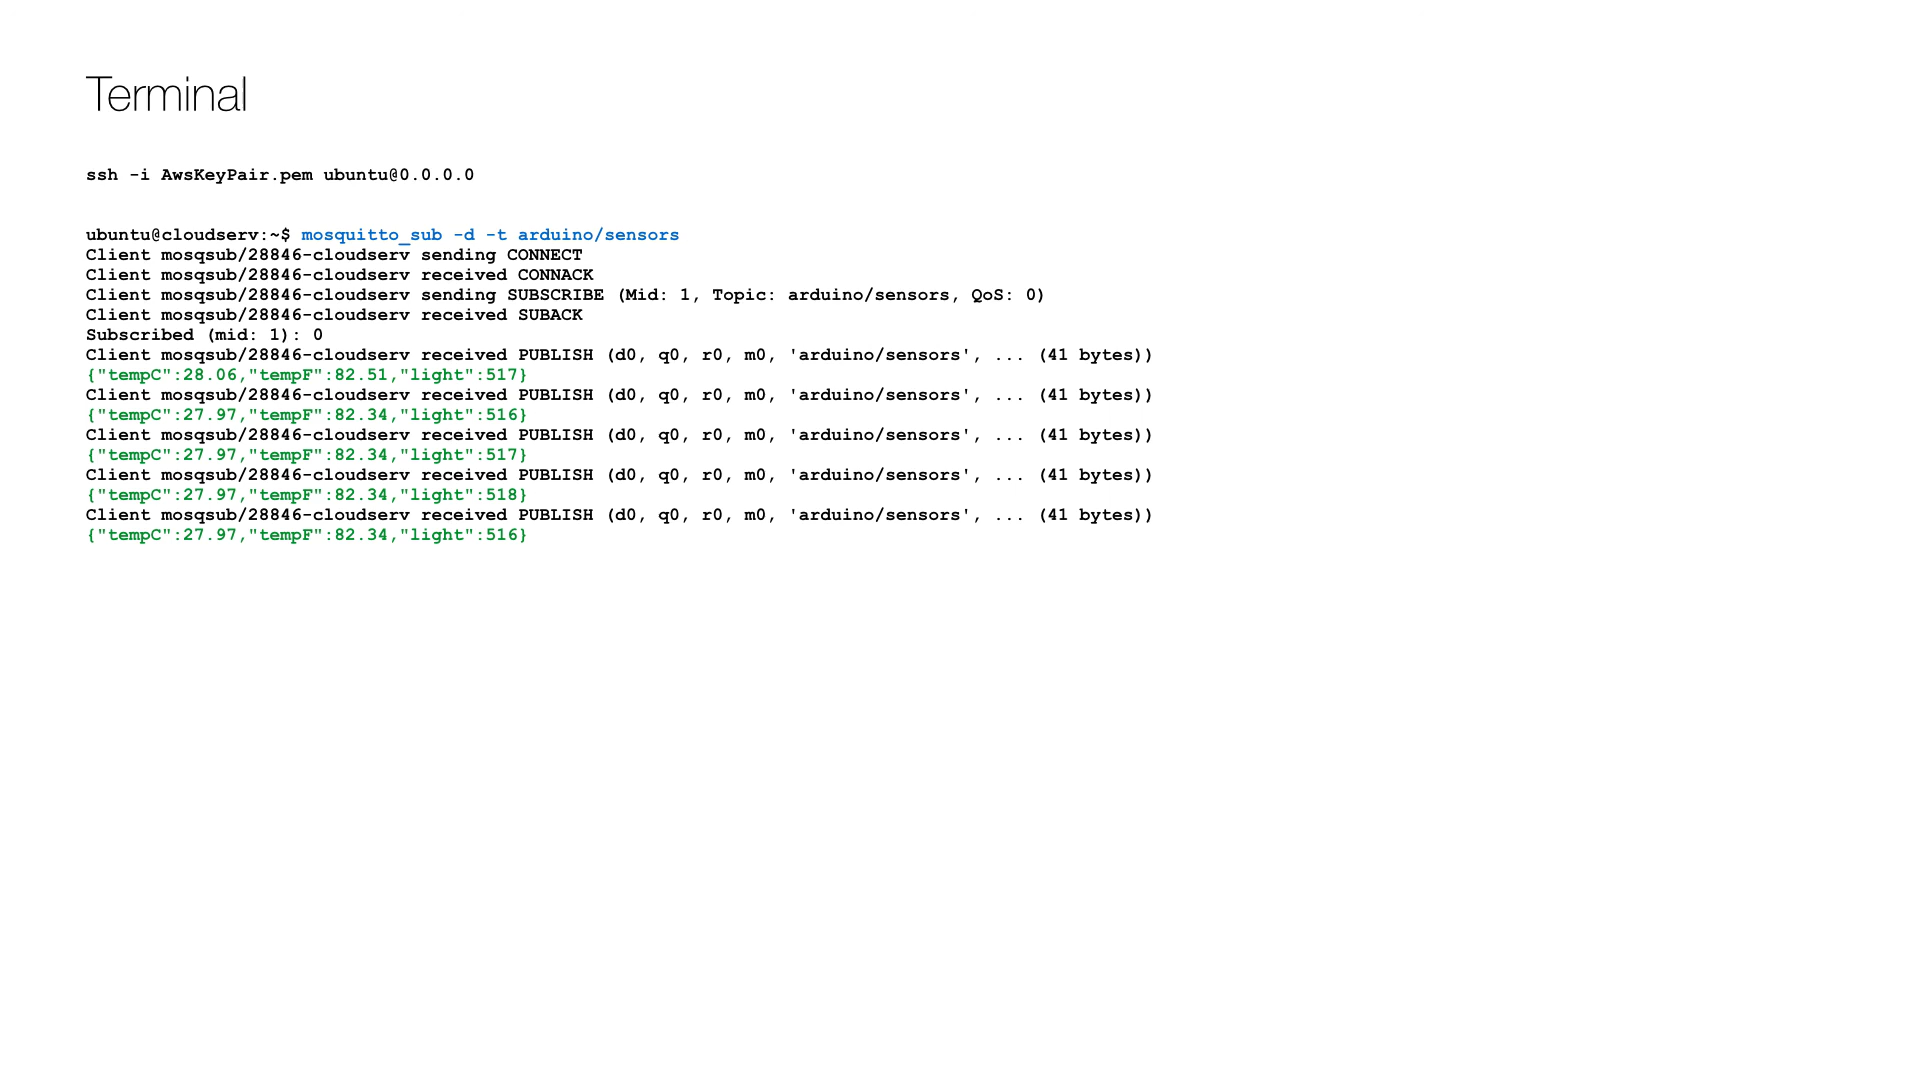 Terminal
ssh -i AwsKeyPair.pem ubuntu@0.0.0.0
ubuntu@cloudserv:~$ mosquitto_sub -d -t arduino/sensors
Client mosqsub/28846-cloudserv sending CONNECT
Client mosqsub/28846-cloudserv received CONNACK
Client mosqsub/28846-cloudserv sending SUBSCRIBE (Mid: 1, Topic: arduino/sensors, QoS: 0)
Client mosqsub/28846-cloudserv received SUBACK
Subscribed (mid: 1): 0
Client mosqsub/28846-cloudserv received PUBLISH (d0, q0, r0, m0, 'arduino/sensors', ... (41 bytes))
{"tempC":28.06,"tempF":82.51,"light":517}
Client mosqsub/28846-cloudserv received PUBLISH (d0, q0, r0, m0, 'arduino/sensors', ... (41 bytes))
{"tempC":27.97,"tempF":82.34,"light":516}
Client mosqsub/28846-cloudserv received PUBLISH (d0, q0, r0, m0, 'arduino/sensors', ... (41 bytes))
{"tempC":27.97,"tempF":82.34,"light":517}
Client mosqsub/28846-cloudserv received PUBLISH (d0, q0, r0, m0, 'arduino/sensors', ... (41 bytes))
{"tempC":27.97,"tempF":82.34,"light":518}
Client mosqsub/28846-cloudserv received PUBLISH (d0, q0, r0, m0, 'arduino/sensors', ... (41 bytes))
{"tempC":27.97,"tempF":82.34,"light":516}